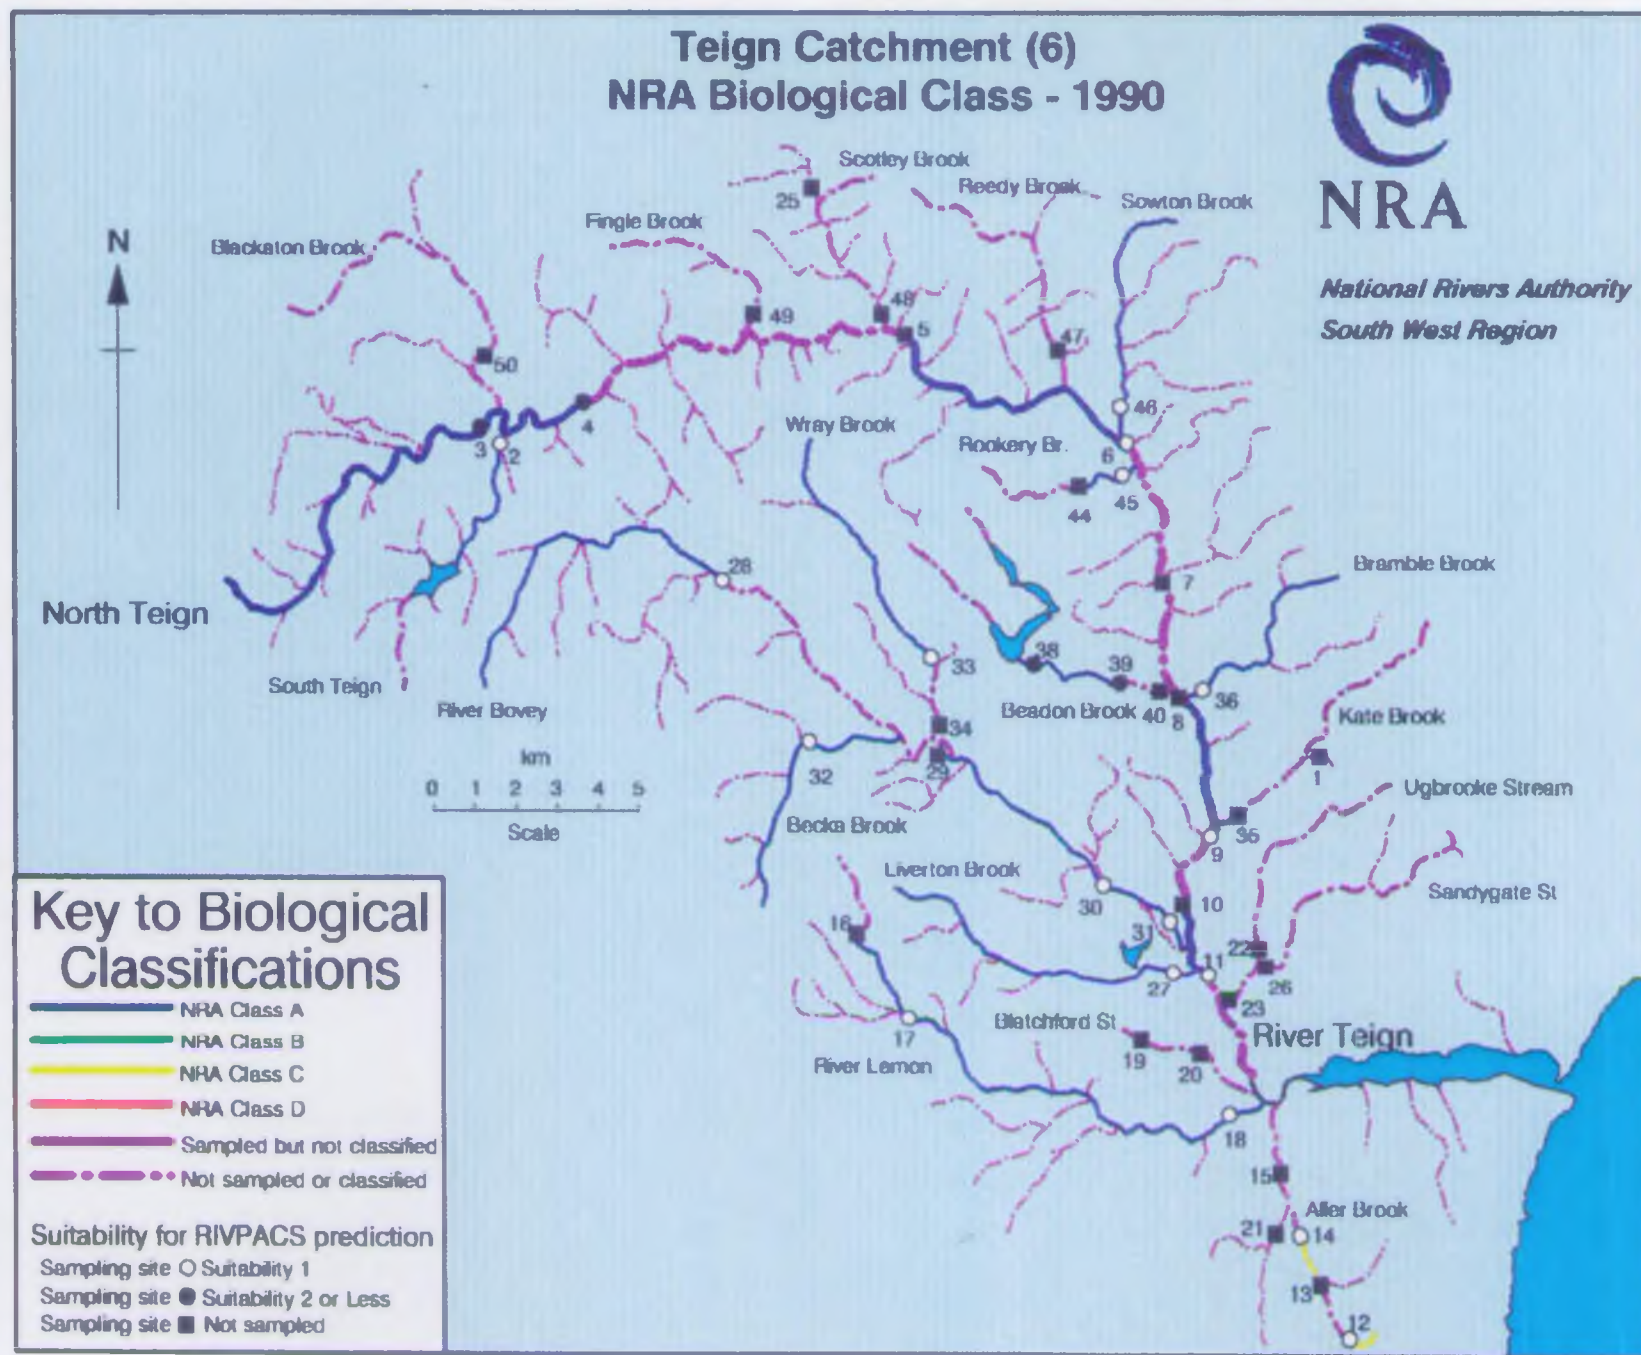 Teign Catchment (6)
NRA Biological Class - 1990
NRA
National Rivers Authority
South West Region
N
Scotley Brook
Reedy Brook
Sowton Brook
25
Fingle Brook
Blackaton Brook
48
49
5
47
50
46
4
3
2
Wray Brook
Rookery Br.
6
45
44
Bramble Brook
28
7
North Teign
38
39
33
36
South Teign
River Bovey
Beadon Brook
40
8
Kate Brook
34
29
32
1
km
0 1 2 3 4 5
Scale
Ugbrooke Stream
Becka Brook
35
9
Liverton Brook
30
10
Sandygate St
16
31
22
11
27
26
23
17
Blatchford St
River Teign
19
20
River Lemon
18
15
Aller Brook
21
14
13
12
Key to Biological
Classifications
NRA Class A
NRA Class B
NRA Class C
NRA Class D
Sampled but not classified
Not sampled or classified
Suitability for RIVPACS prediction
Sampling site Suitability 1
Sampling site Suitability 2 or Less
Sampling site Not sampled